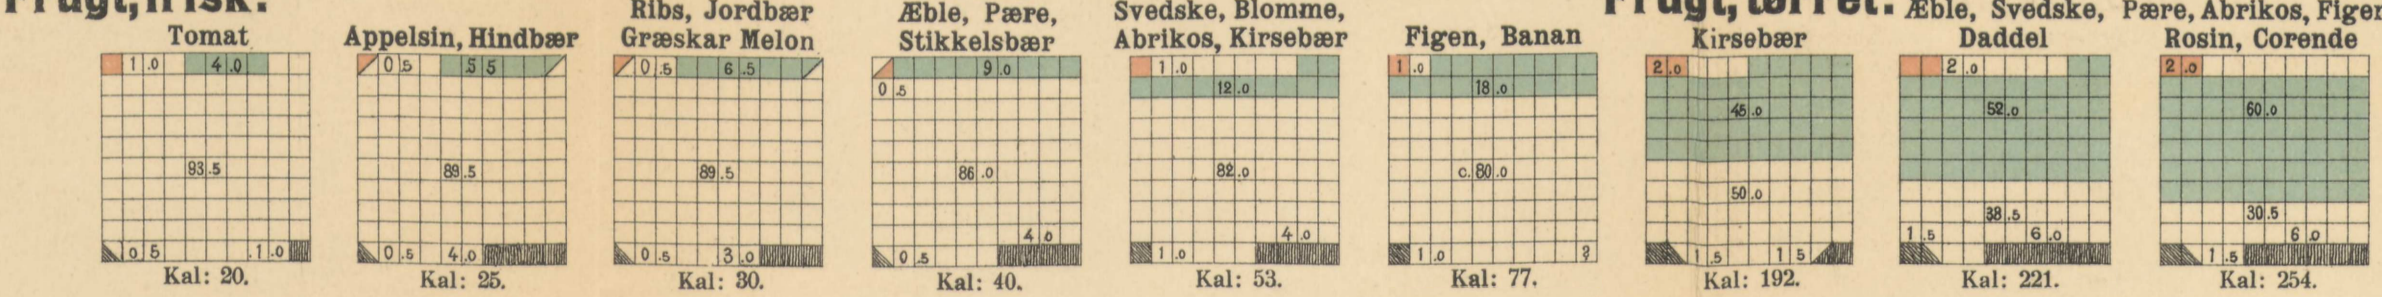 Frugt, frisk.
Tomat
1.0 4.0
93.5
0.5 1.0
Kal: 20.
Appelsin, Hindbær
0.5 5.5
89.5
0.5 4.0
Kal: 25.
Ribs, Jordbær
Græskar Melon
0.5 6.5
89.5
0.5 3.0
Kal: 30.
Æble, Pære,
Stikkelsbær
9.0
0.5
86.0
4.0
0.5
Kal: 40.
Svedske, Blomme,
Abrikos, Kirsebær
1.0
12.0
82.0
4.0
1.0
Kal: 53.
Figen, Banan
1.0
18.0
c. 80.0
1.0 ?
Kal: 77.
Frugt, tørret.
Kirsebær
2.0
45.0
50.0
1.5 1.5
Kal: 192.
Æble, Svedske,
Daddel
2.0
52.0
38.5
1.5 6.0
Kal: 221.
Pære, Abrikos, Figen
Rosin, Corende
2.0
60.0
30.5
6.0
1.5
Kal: 254.